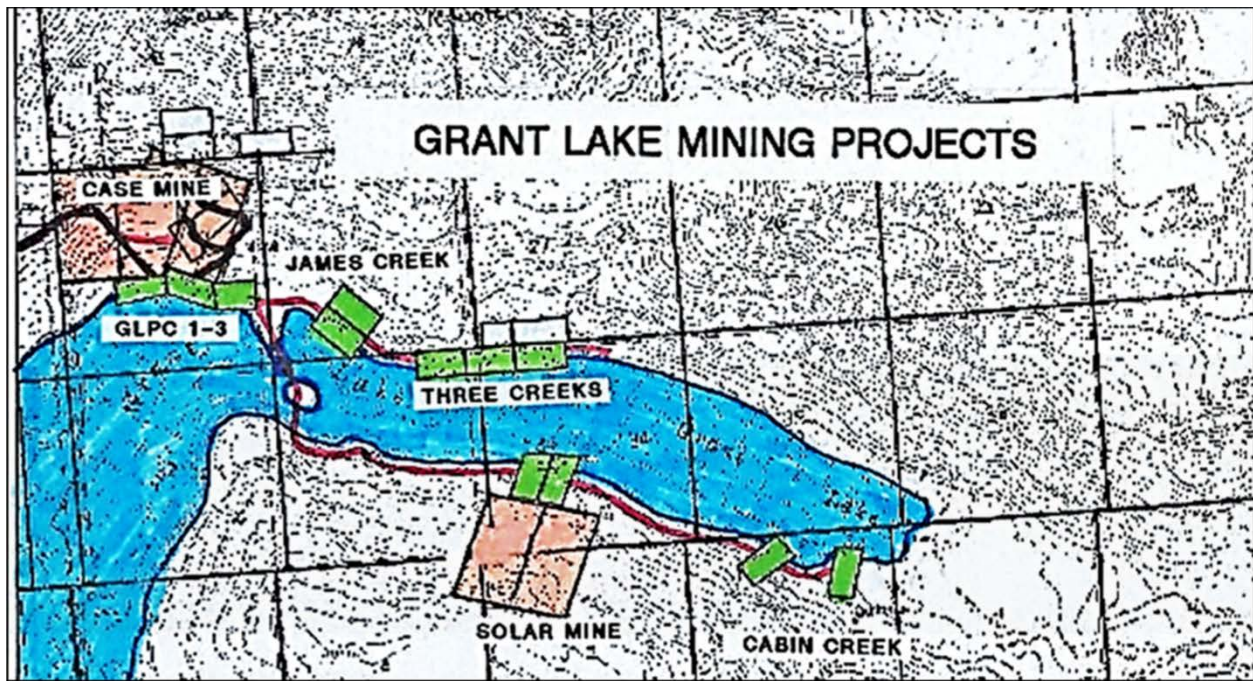 GRANT LAKE MINING PROJECTS
CASE MINE
JAMES CREEK
GLPC 1-3
THREE CREEKS
SOLAR MINE
CABIN CREEK